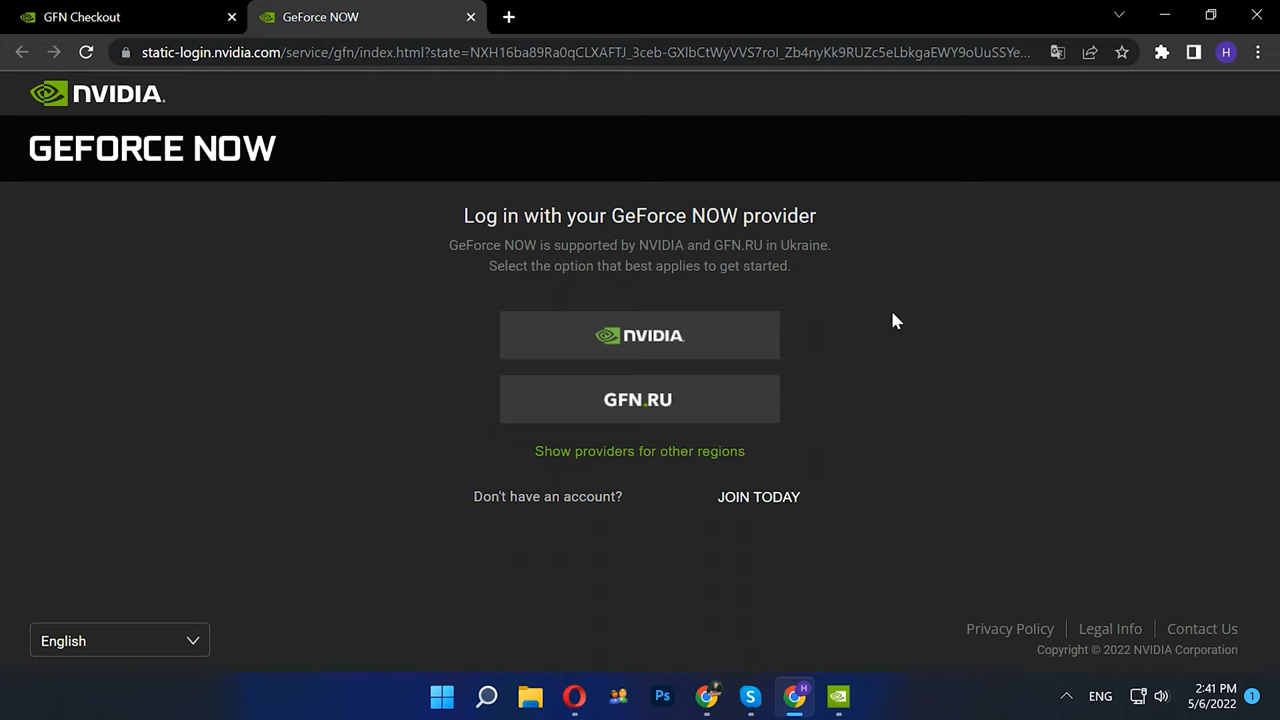 GFN Checkout
GeForce NOW
static-login.nvidia.com/service/gfn/index.html?state=NXH16ba89Ra0qCLXAFTJ_3ceb-GXlbCtWyVVS7roI_Zb4nyKk9RUZc5eLbkgaEWY9oUuSSYe...
H
NVIDIA.
GEFORCE NOW
Log in with your GeForce NOW provider
GeForce NOW is supported by NVIDIA and GFN.RU in Ukraine.
Select the option that best applies to get started.
NVIDIA.
GFN.RU
Show providers for other regions
Don't have an account?
JOIN TODAY
English
Privacy Policy
Legal Info
Contact Us
Copyright © 2022 NVIDIA Corporation
Ps
H
ENG
2:41 PM
5/6/2022
1